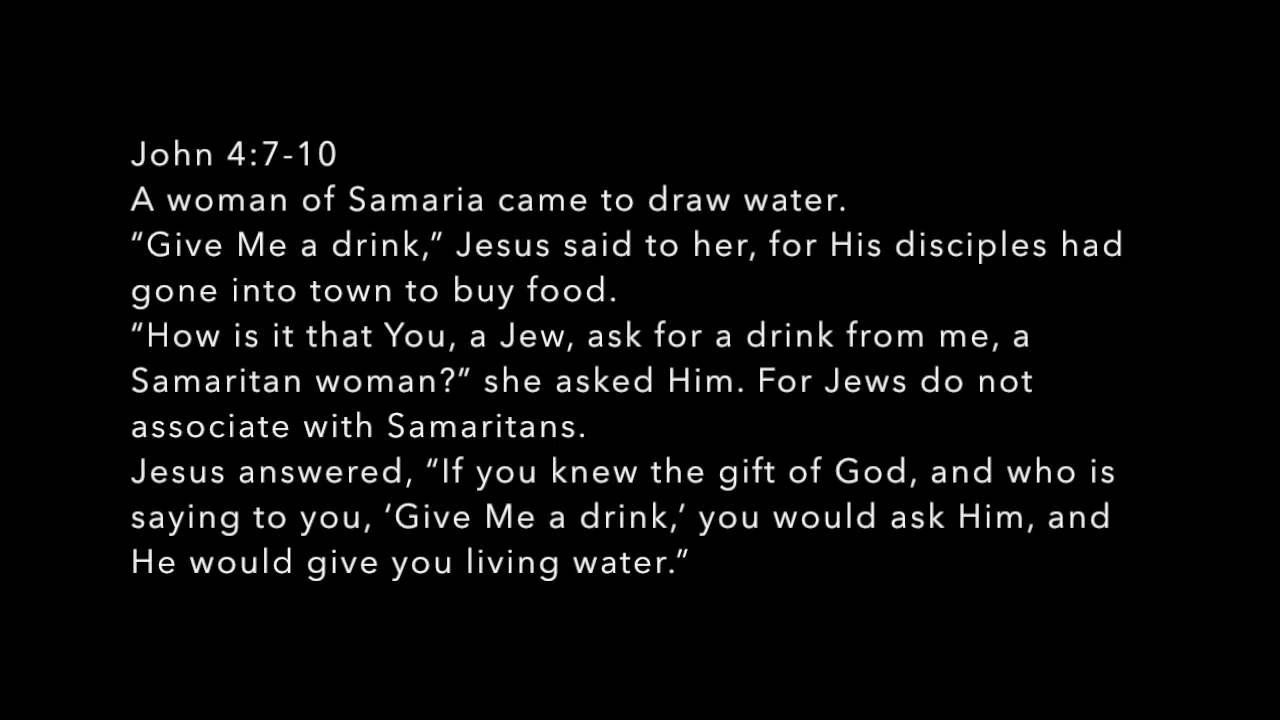 John 4:7-10
A woman of Samaria came to draw water.
“Give Me a drink,” Jesus said to her, for His disciples had
gone into town to buy food.
“How is it that You, a Jew, ask for a drink from me, a
Samaritan woman?” she asked Him. For Jews do not
associate with Samaritans.
Jesus answered, “If you knew the gift of God, and who is
saying to you, ‘Give Me a drink,’ you would ask Him, and
He would give you living water.”